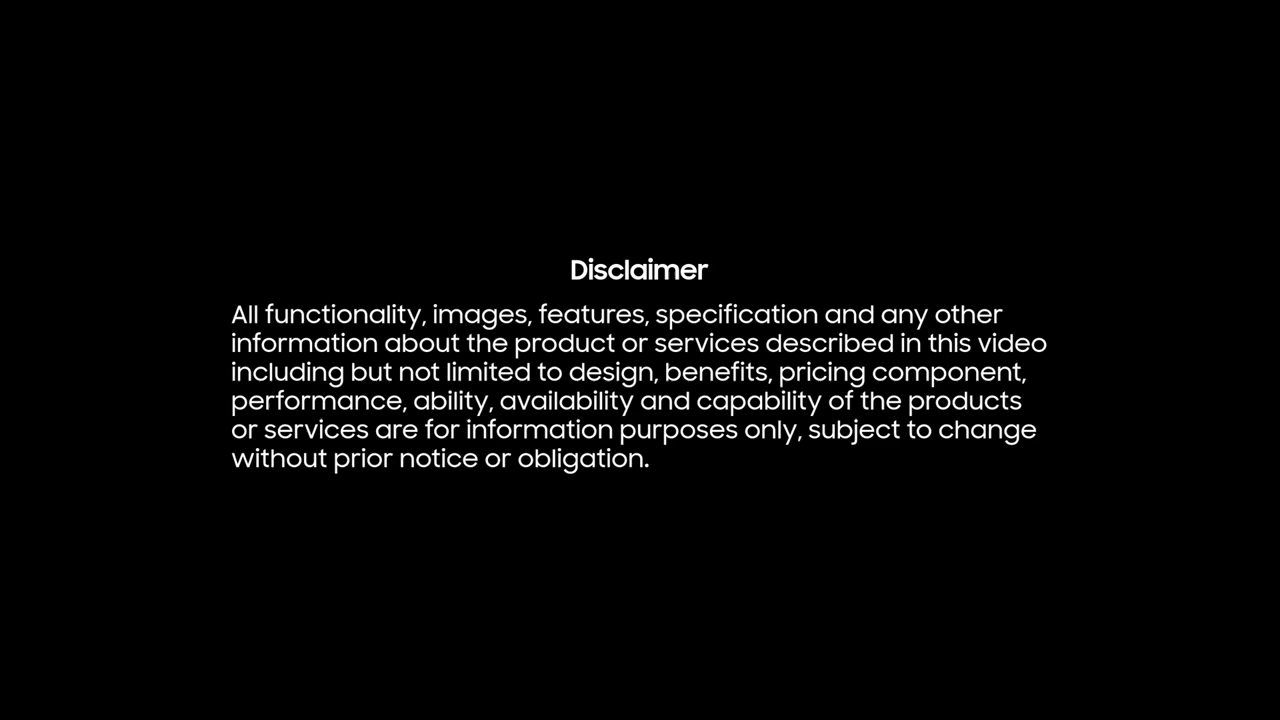 Disclaimer
All functionality, images, features, specification and any other
information about the product or services described in this video
including but not limited to design, benefits, pricing component,
performance, ability, availability and capability of the products
or services are for information purposes only, subject to change
without prior notice or obligation.